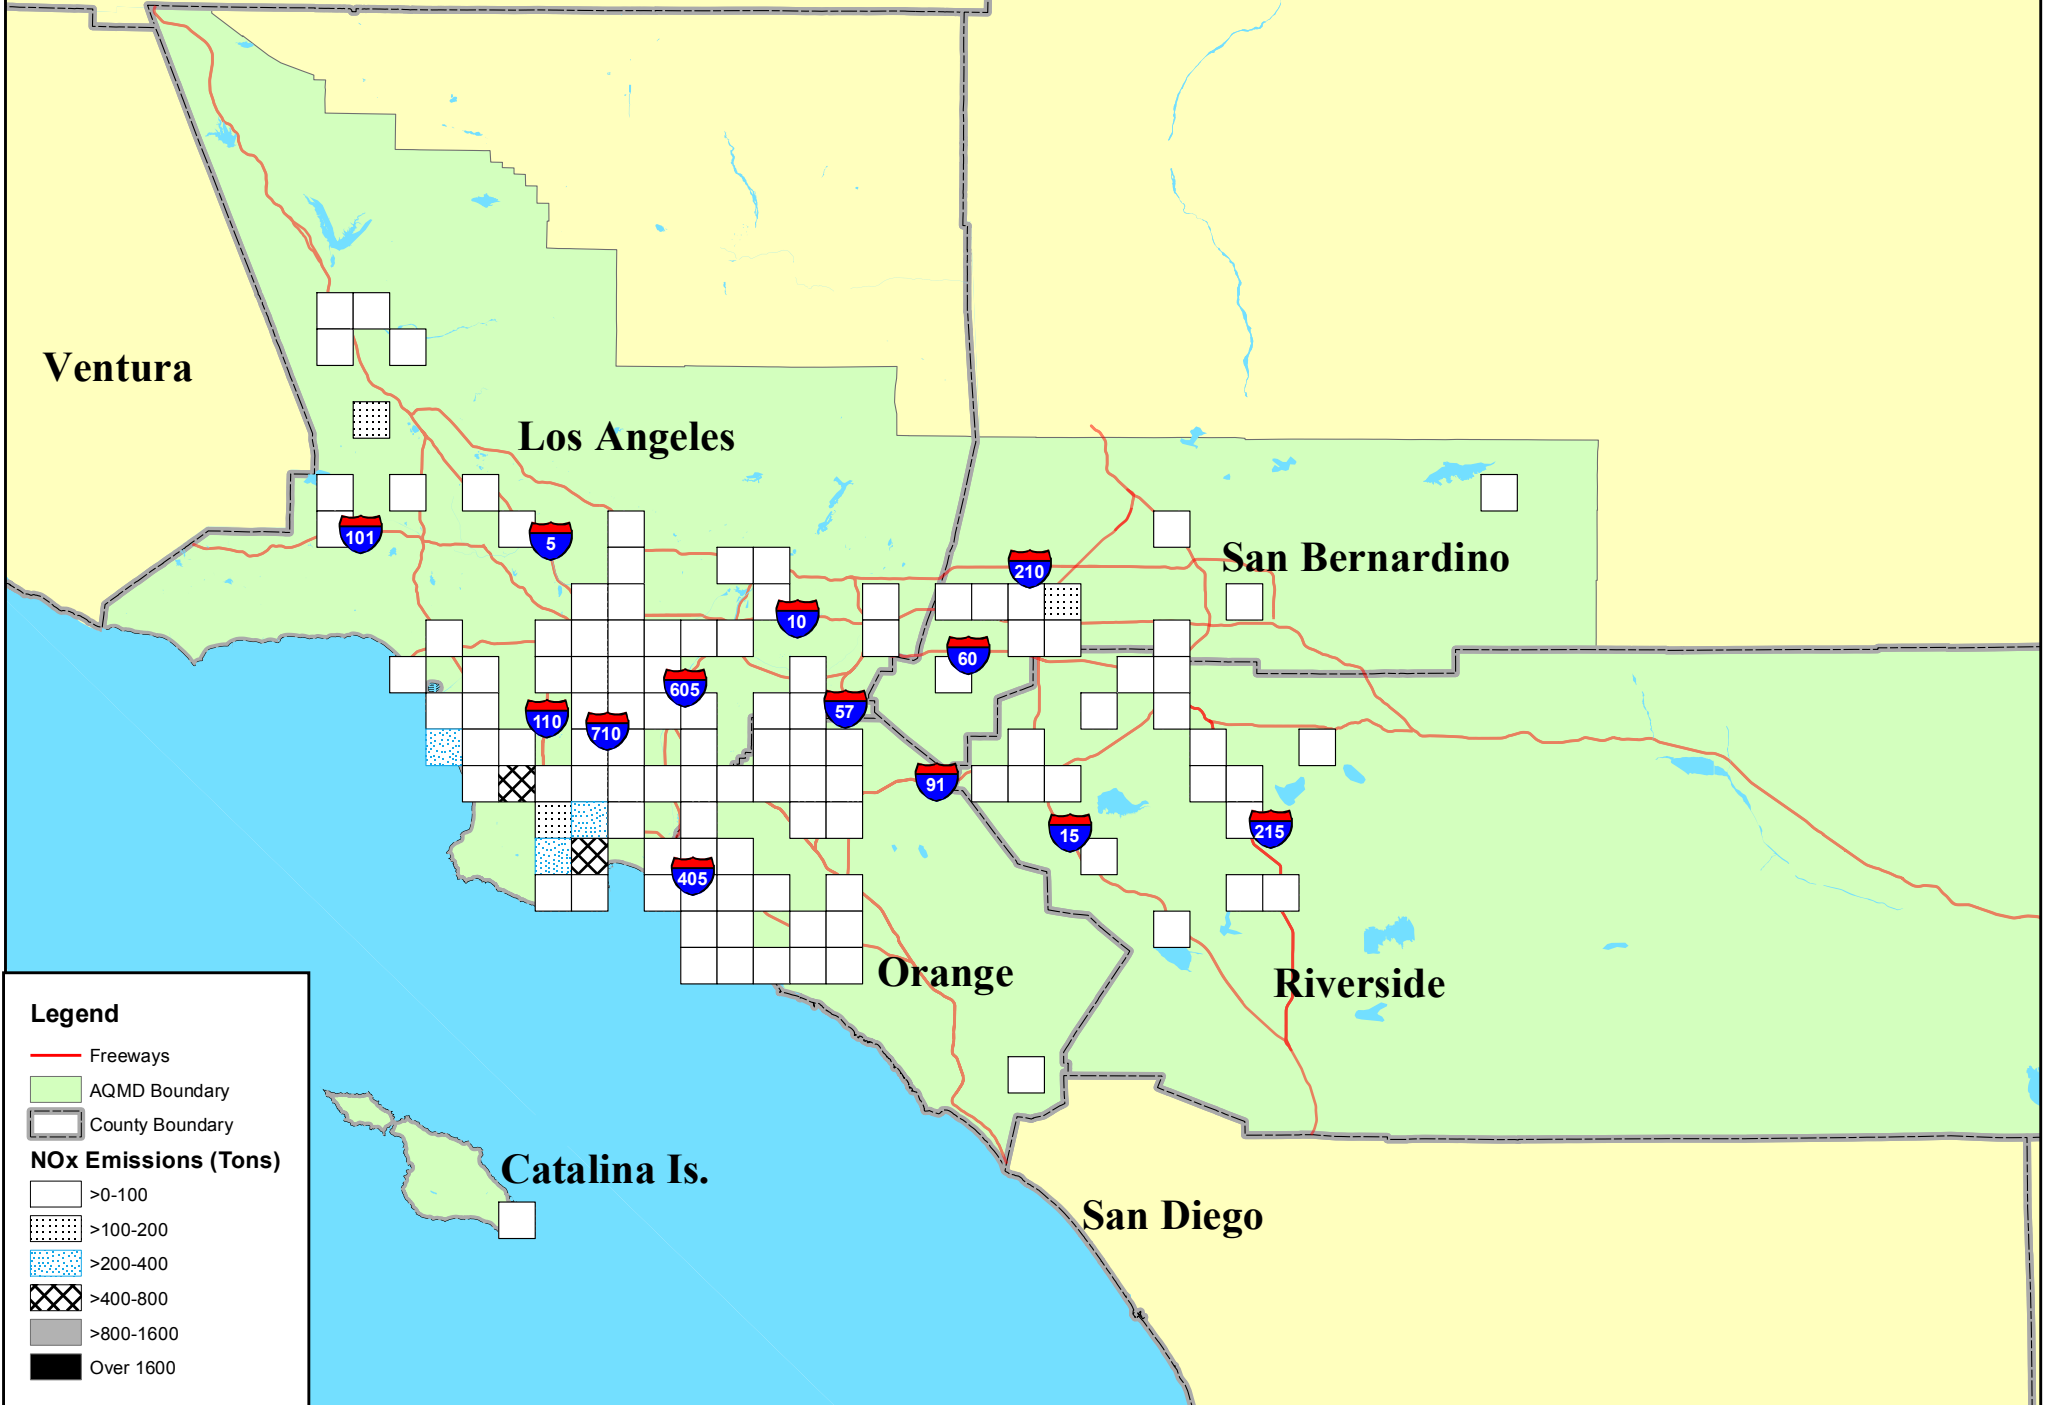 Ventura
Los Angeles
101
5
San Bernardino
210
10
60
605
57
110
710
91
15
215
405
Orange
Riverside
Catalina Is.
San Diego
Legend
Freeways
AQMD Boundary
County Boundary
NOx Emissions (Tons)
>0-100
>100-200
>200-400
>400-800
>800-1600
Over 1600